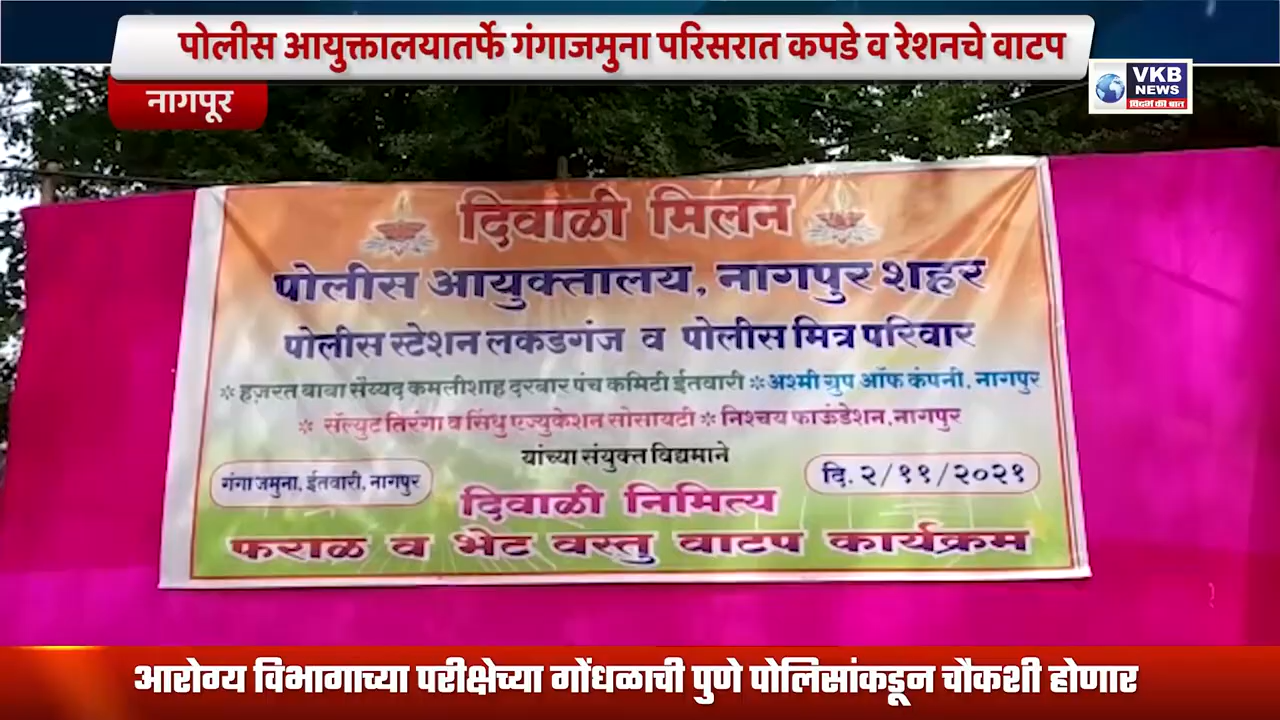 पोलीस आयुक्तालयातर्फे गंगाजमुना परिसरात कपडे व रेशनचे वाटप
नागपूर
VKB
NEWS
विदर्भ की बात
दिवाळी मिलन
पोलीस आयुक्तालय, नागपुर शहर
पोलीस स्टेशन लकडगंज व पोलीस मित्र परिवार
* हज़रत बाबा सैय्यद कमलीशाह दरबार पंच कमिटी ईतवारी * अश्मी ग्रुप ऑफ कंपनी, नागपुर
* सॅल्युट तिरंगा व सिंधु एज्युकेशन सोसायटी * निश्चय फाऊंडेशन, नागपुर
यांच्या संयुक्त विद्यमाने
गंगा जमुना, ईतवारी, नागपुर
दि. २/११/२०२१
दिवाळी निमित्य
फराळ व भेट वस्तु वाटप कार्यक्रम
आरोग्य विभागाच्या परीक्षेच्या गोंधळाची पुणे पोलिसांकडून चौकशी होणार